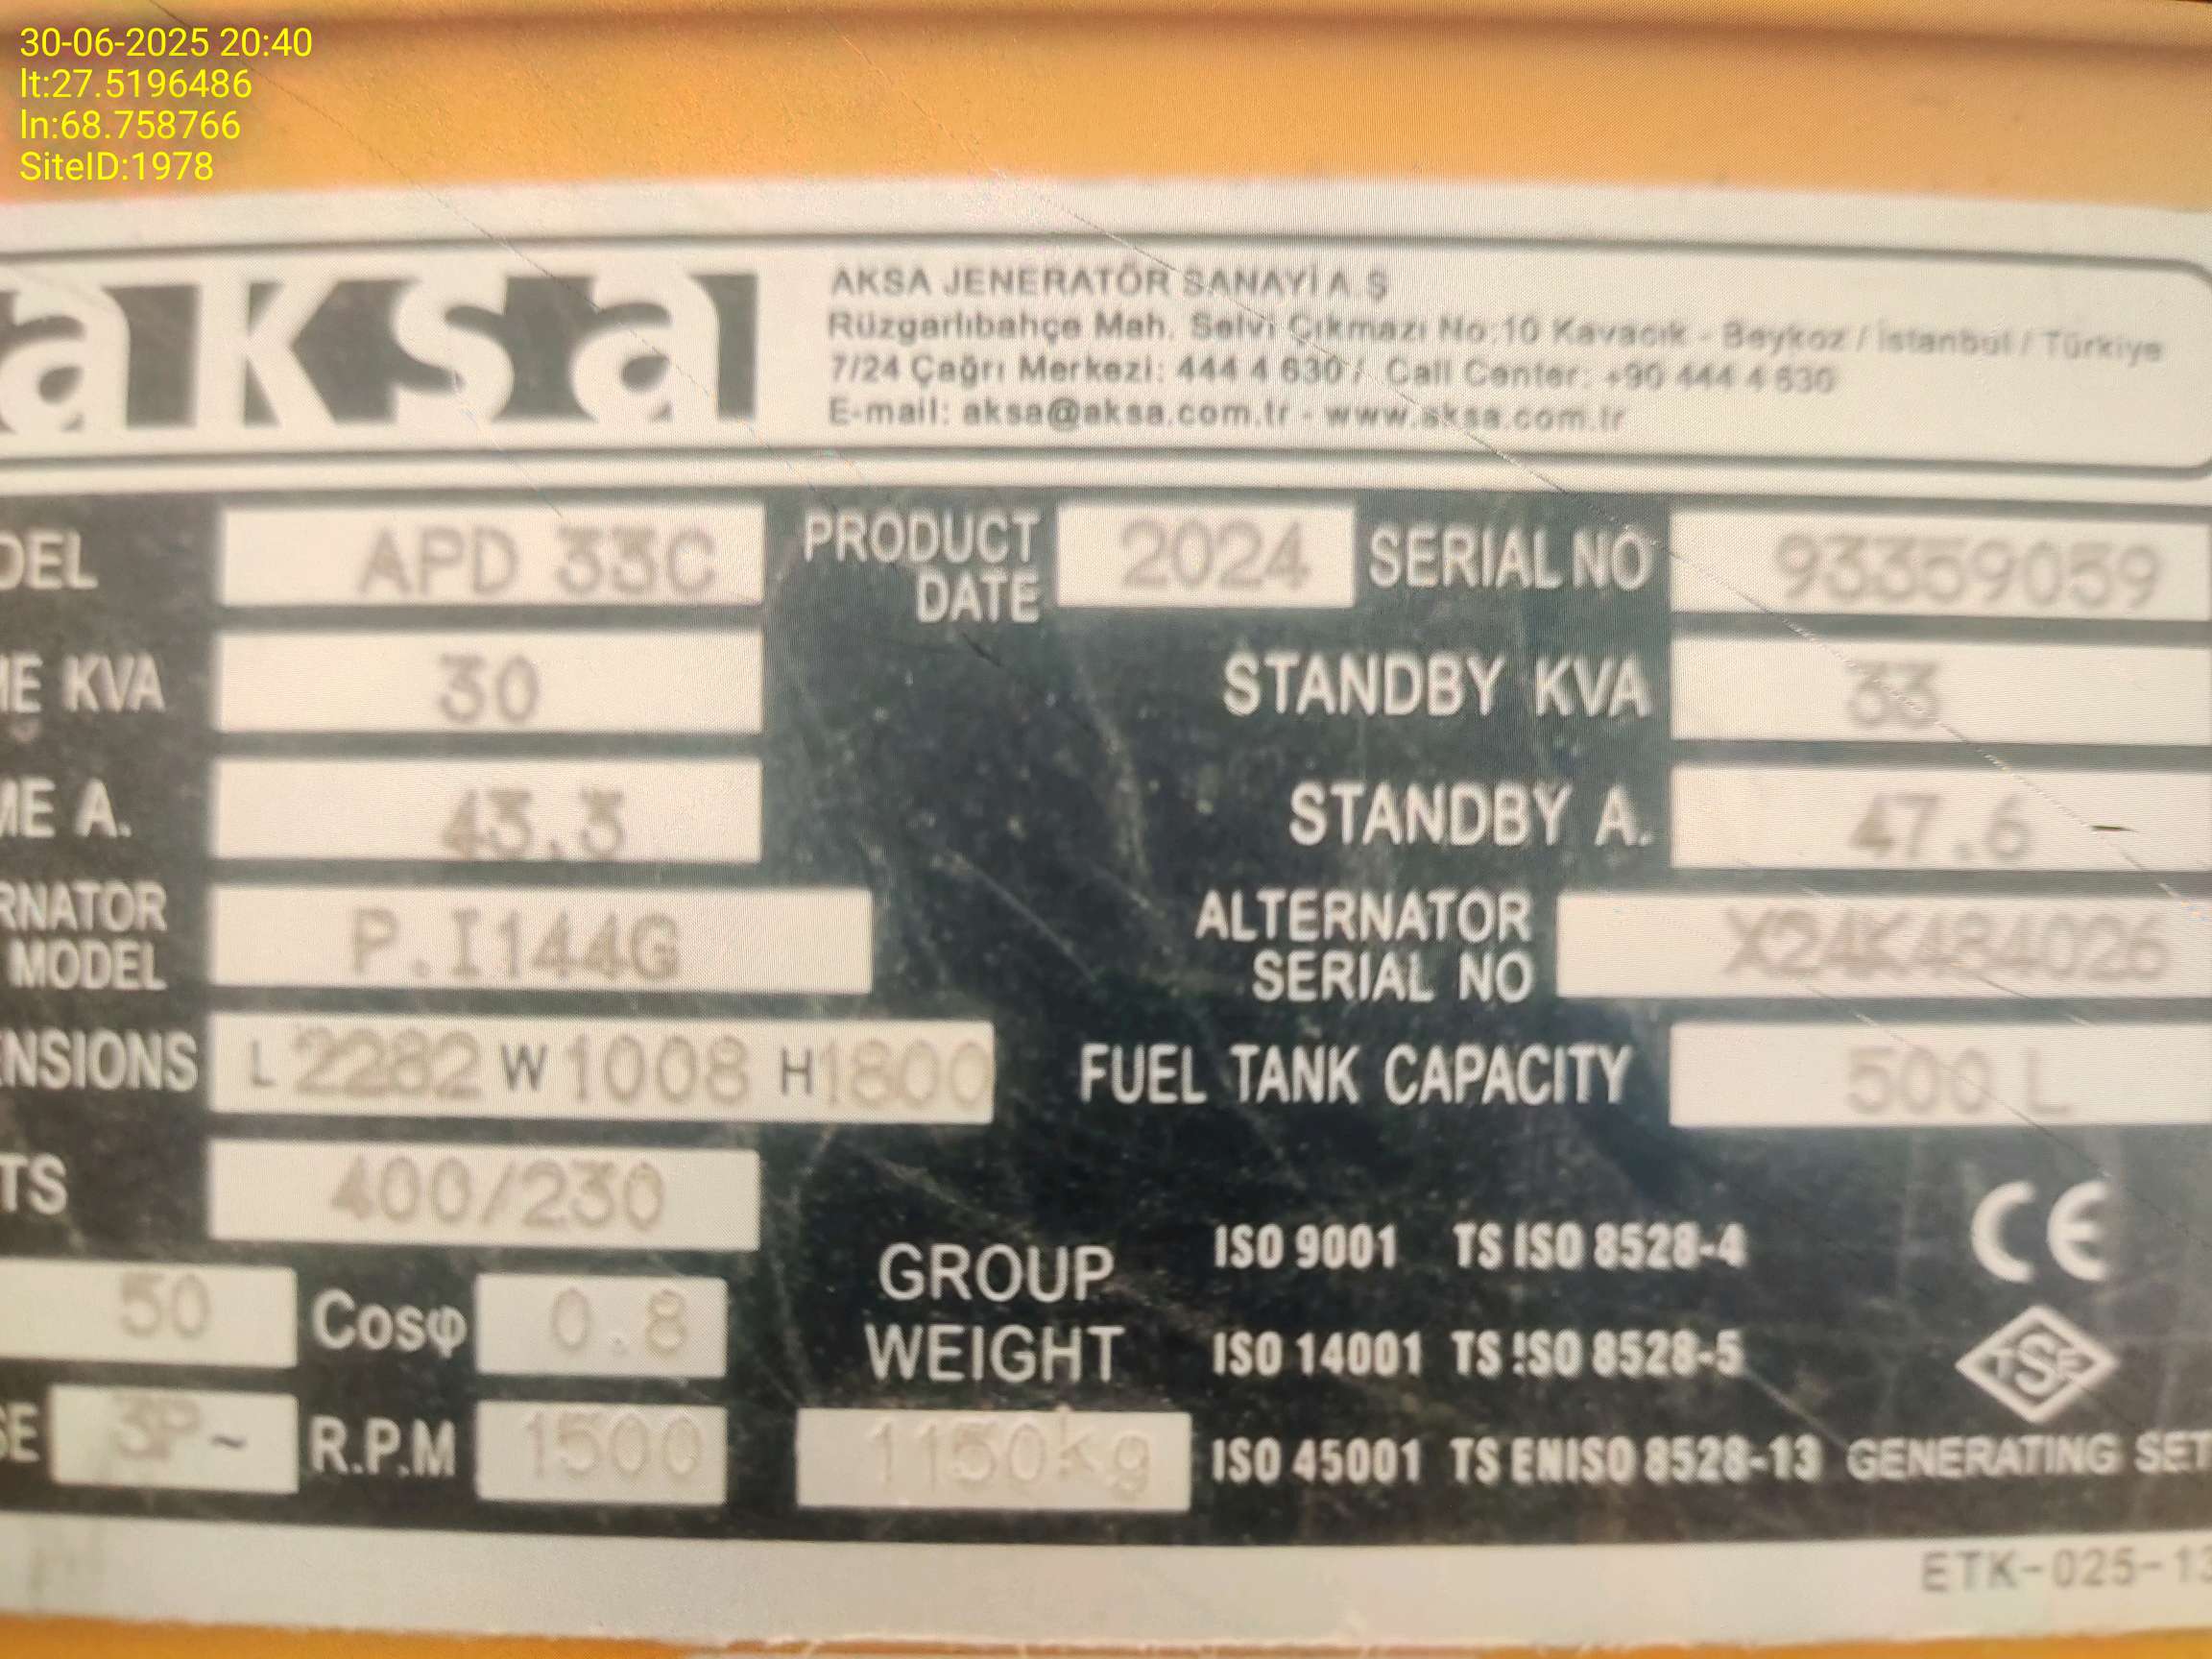 30-06-2025 20:40
lt:27.5196486
ln:68.758766
SiteID:1978
aksa
AKSA JENERATÖR SANAYİ A.Ş
Rüzgarlıbahçe Mah. Selvi Çıkmazı No:10 Kavacık - Beykoz / İstanbul / Türkiye
7/24 Çağrı Merkezi: 444 4 630 / Call Center: +90 444 4 630
E-mail: aksa@aksa.com.tr - www.aksa.com.tr
DEL APD 33C PRODUCT DATE 2024 SERIAL NO 93359059
ME KVA 30 STANDBY KVA 33
ME A. 43.3 STANDBY A. 47.6
RNATOR MODEL P.I144G ALTERNATOR SERIAL NO X24K484026
ENSIONS L 2282 W 1008 H 1800 FUEL TANK CAPACITY 500 L
TS 400/230
50 Cosφ 0.8 GROUP WEIGHT ISO 9001 TS ISO 8528-4 CE
ISO 14001 TS ISO 8528-5 TSE
SE 3P~ R.P.M 1500 1150kg ISO 45001 TS EN ISO 8528-13 GENERATING SET
ETK-025-13